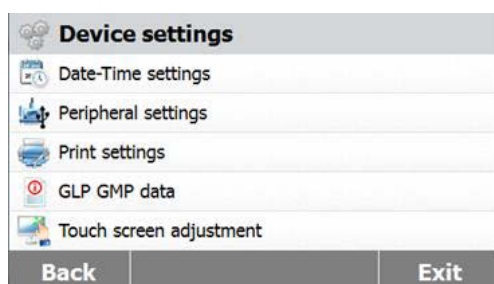 Device settings
Date-Time settings
Peripheral settings
Print settings
GLP GMP data
Touch screen adjustment
Back Exit